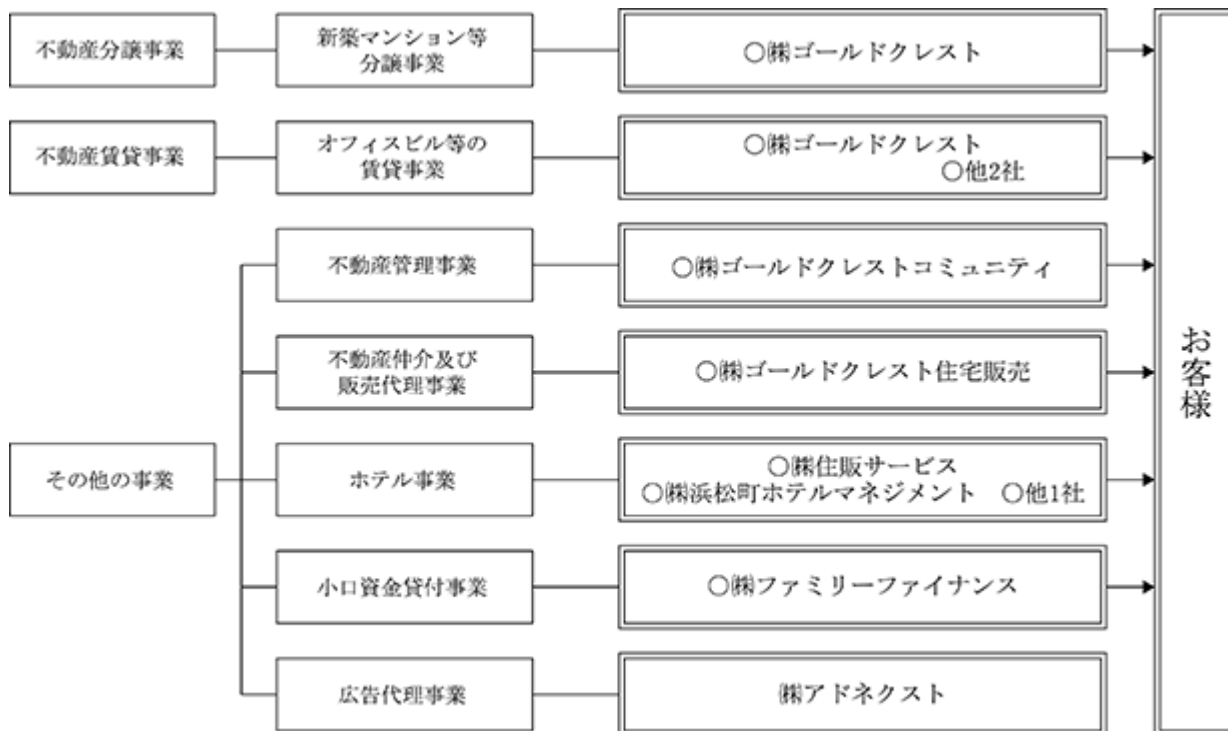 不動産分譲事業
新築マンション等
分譲事業
○㈱ゴールドクレスト
不動産賃貸事業
オフィスビル等の
賃貸事業
○㈱ゴールドクレスト
○他2社
不動産管理事業
○㈱ゴールドクレストコミュニティ
不動産仲介及び
販売代理事業
○㈱ゴールドクレスト住宅販売
その他の事業
ホテル事業
○㈱住販サービス
○㈱浜松町ホテルマネジメント　○他1社
小口資金貸付事業
○㈱ファミリーファイナンス
広告代理事業
㈱アドネクスト
お客様